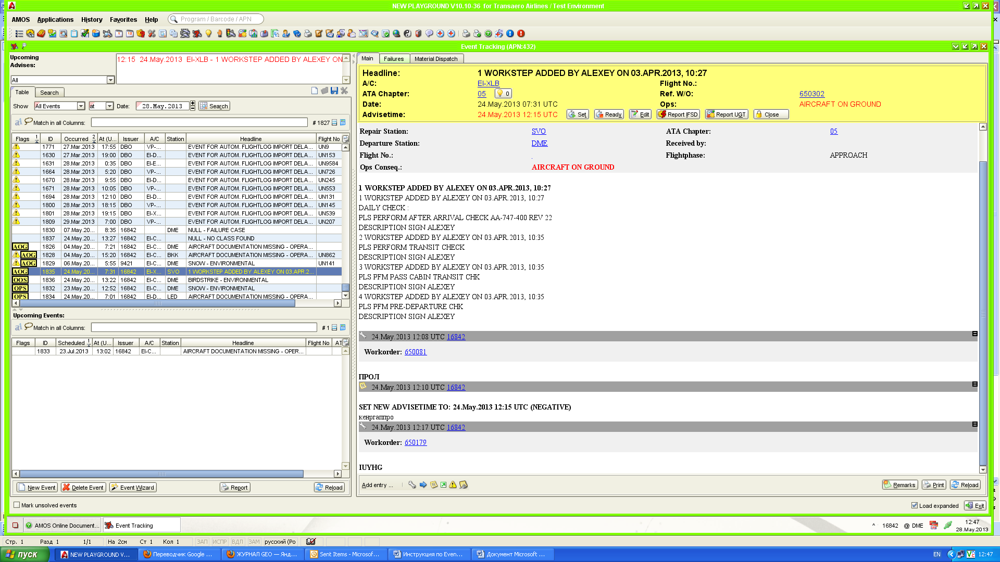 NEW PLAYGROUND V10.10-36 for Transaero Airlines / Test Environment
AMOS Applications History Favorites Help Program / Barcode / APN
Event Tracking (APN:432)
Upcoming
Advises:
12:15 24.May.2013 EI-XLB - 1 WORKSTEP ADDED BY ALEXEY ON
All
Table Search
Show All Events at Date: 28.May.2013 Search
Match in all Columns: # 1827
Flags 1 ID Occurred 2 At (U... Issuer A/C Station Headline Flight No
1771 27.Mar.2013 17:55 DBO VP-... EVENT FOR AUTOM. FLIGHTLOG IMPORT DELA... UN9
1630 27.Mar.2013 19:00 DBO EI-D... EVENT FOR AUTOM. FLIGHTLOG IMPORT DELA... UN153
1631 28.Mar.2013 0:35 DBO EI-E... EVENT FOR AUTOM. FLIGHTLOG IMPORT DELA... UN9584
1664 28.Mar.2013 5:20 DBO VP-... EVENT FOR AUTOM. FLIGHTLOG IMPORT DELA... UN726
1670 28.Mar.2013 9:55 DBO EI-D... EVENT FOR AUTOM. FLIGHTLOG IMPORT DELA... UN245
1671 28.Mar.2013 10:05 DBO VP-... EVENT FOR AUTOM. FLIGHTLOG IMPORT DELA... UN553
1694 28.Mar.2013 12:10 DBO EI-D... EVENT FOR AUTOM. FLIGHTLOG IMPORT DELA... UN131
1800 28.Mar.2013 18:15 DBO VP-... EVENT FOR AUTOM. FLIGHTLOG IMPORT DELA... UN145
1801 28.Mar.2013 19:15 DBO EI-X... EVENT FOR AUTOM. FLIGHTLOG IMPORT DELA... UN539
1809 29.Mar.2013 7:00 DBO VP-... EVENT FOR AUTOM. FLIGHTLOG IMPORT DELA... UN207
1830 07.May.20... 8:35 16842 DME NULL - FAILURE CASE
1837 24.May.20... 13:27 16842 EI-C... NULL - NO CLASS FOUND
AOG 1826 04.May.20... 7:21 16842 EI-C... DME AIRCRAFT DOCUMENTATION MISSING - OPERA...
AOG 1828 04.May.20... 15:20 16842 EI-C... BKK AIRCRAFT DOCUMENTATION MISSING - OPERA... UN862
AOG 1829 06.May.20... 5:55 9421 EI-C... DME SNOW - ENVIRONMENTAL UN141
AOG 1835 24.May.20... 7:31 16842 EI-X... SVO 1 WORKSTEP ADDED BY ALEXEY ON 03.APR.2...
OOS 1836 24.May.20... 13:22 16842 EI-C... DME BIRDSTRIKE - ENVIRONMENTAL
OPS 1832 23.May.20... 12:52 16842 EI-C... DME SNOW - ENVIRONMENTAL
OPS 1834 24.May.20... 7:01 16842 EI-D... LED AIRCRAFT DOCUMENTATION MISSING - OPERA...
Upcoming Events:
Match in all Columns: # 1
Flags ID Scheduled 1 At (U... Issuer A/C Station Headline Flight No AT
1833 23.Jul.2013 13:02 16842 EI-C... AIRCRAFT DOCUMENTATION MISSING - OPER...
New Event Delete Event Event Wizard Report Reload
Mark unsolved events
Main Failures Material Dispatch
Headline: 1 WORKSTEP ADDED BY ALEXEY ON 03.APR.2013, 10:27
A/C: EI-XLB Flight No.:
ATA Chapter: 05 0 Ref. W/O: 650302
Date: 24.May.2013 07:31 UTC Ops: AIRCRAFT ON GROUND
Advisetime: 24.May.2013 12:15 UTC Set Ready Edit Report IFSD Report UGT Close
Repair Station: SVO ATA Chapter: 05
Departure Station: DME Received by:
Flight No.: . Flightphase: APPROACH
Ops Conseq.: AIRCRAFT ON GROUND
1 WORKSTEP ADDED BY ALEXEY ON 03.APR.2013, 10:27
1 WORKSTEP ADDED BY ALEXEY ON 03.APR.2013, 10:27
DAILY CHECK :
PLS PERFORM AFTER ARRIVAL CHECK AA-747-400 REV 22
DESCRIPTION SIGN ALEXEY
2 WORKSTEP ADDED BY ALEXEY ON 03.APR.2013, 10:35
PLS PERFORM TRANSIT CHECK
DESCRIPTION SIGN ALEXEY
3 WORKSTEP ADDED BY ALEXEY ON 03.APR.2013, 10:35
PLS PFM PASS CABIN TRANSIT CHK
DESCRIPTION SIGN ALEXEY
4 WORKSTEP ADDED BY ALEXEY ON 03.APR.2013, 10:35
PLS PFM PRE-DEPARTURE CHK
DESCRIPTION SIGN ALEXEY
24.May.2013 12:08 UTC 16842
Workorder: 650081
ПРОЛ
24.May.2013 12:10 UTC 16842
SET NEW ADVISETIME TO: 24.May.2013 12:15 UTC (NEGATIVE)
кенргаппро
24.May.2013 12:17 UTC 16842
Workorder: 650179
IUYHG
Add entry ... Remarks Print Reload
Load expanded Exit
AMOS Online Document... Event Tracking ^ 16842 @ DME 12:47
28.May.2013
Стр. 1 Разд 1 1/1 На 2см Ст 1 Кол 1 ЗАП ИСПР ВДЛ ЗАМ русский (Ро
пуск NEW PLAYGROUND V... Переводчик Google ... ЖУРНАЛ GEO — Янд... Sent Items - Microsof... Инструкция по Even... Документ Microsoft ... EN 12:47